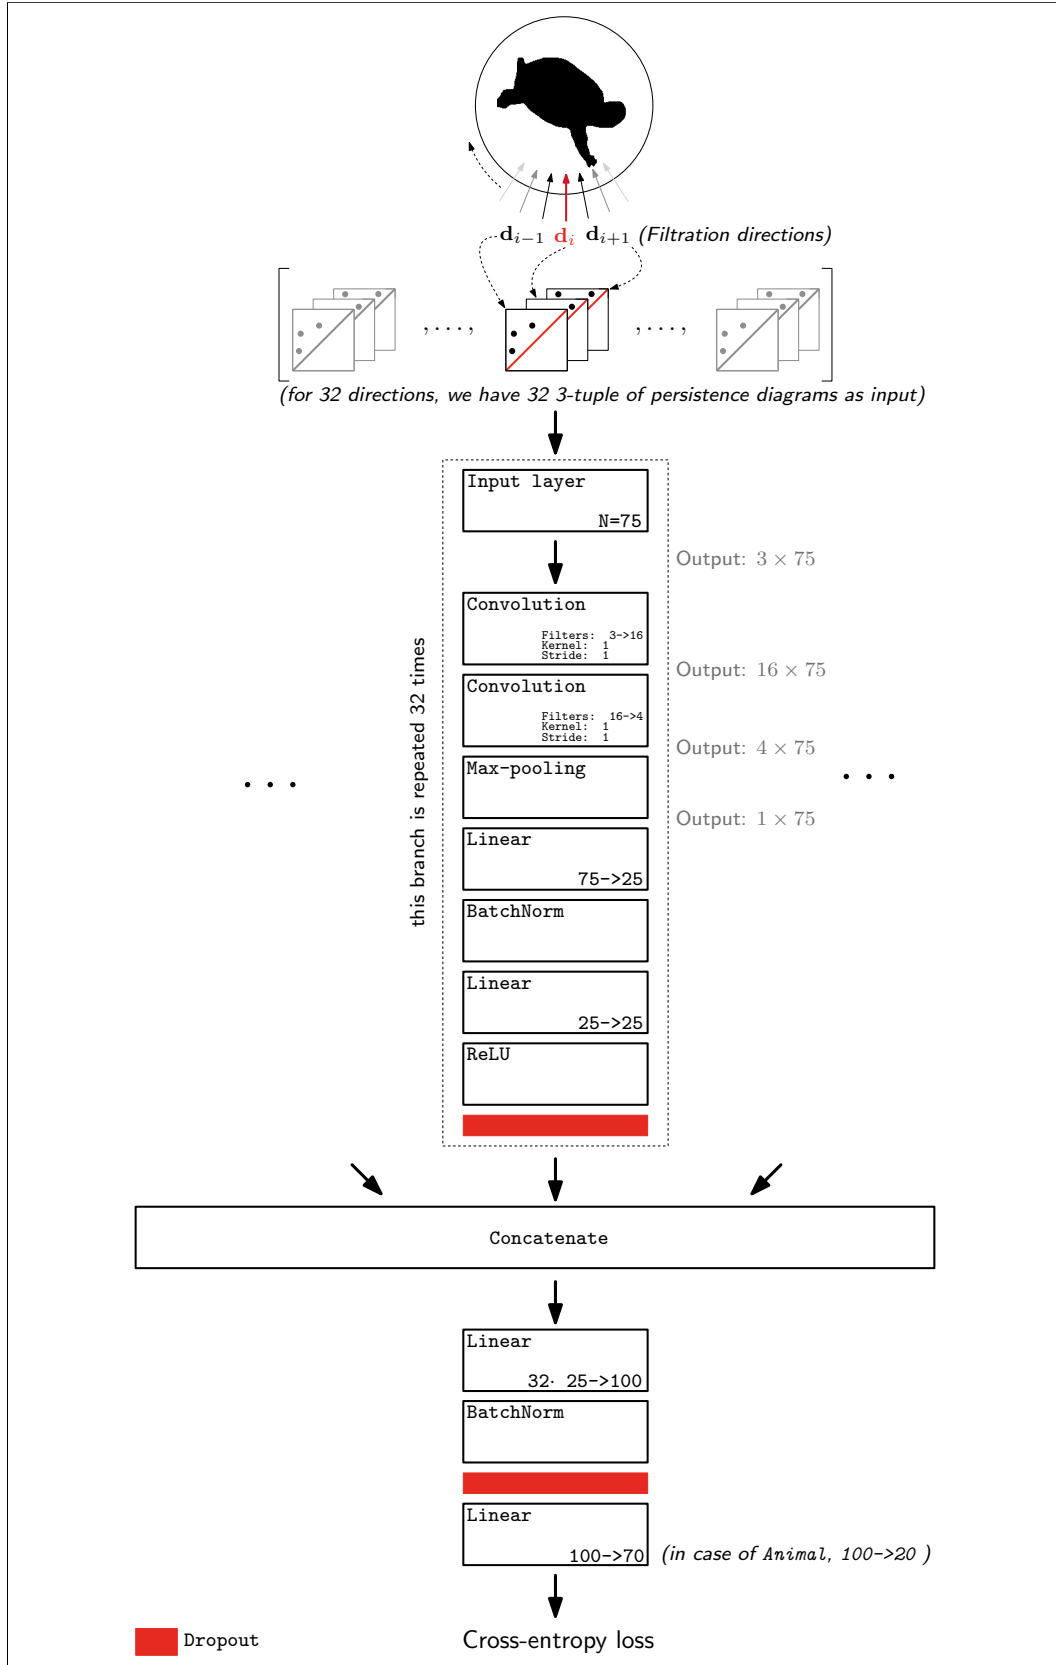 d_{i−1} d_i d_{i+1} (Filtration directions)
, . . . , , . . . ,
(for 32 directions, we have 32 3-tuple of persistence diagrams as input)
Input layer
N=75
Output: 3 × 75
Convolution
Filters: 3->16
Kernel: 1
Stride: 1
Output: 16 × 75
Convolution
Filters: 16->4
Kernel: 1
Stride: 1
Output: 4 × 75
Max-pooling
Output: 1 × 75
this branch is repeated 32 times
. . . . . .
Linear
75->25
BatchNorm
Linear
25->25
ReLU
Concatenate
Linear
32· 25->100
BatchNorm
Linear
100->70 (in case of Animal, 100->20 )
Dropout
Cross-entropy loss